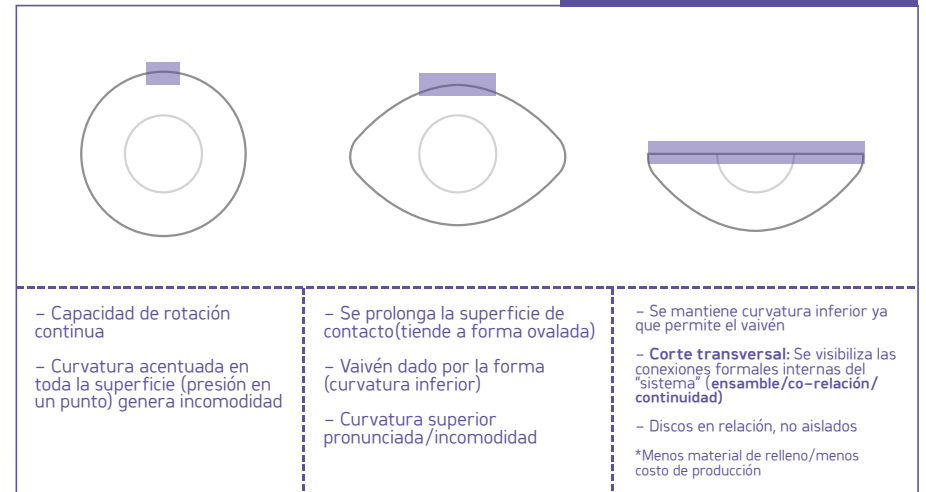 – Capacidad de rotación
continua
– Curvatura acentuada en
toda la superficie (presión en
un punto) genera incomodidad
– Se prolonga la superficie de
contacto(tiende a forma ovalada)
– Vaivén dado por la forma
(curvatura inferior)
– Curvatura superior
pronunciada/incomodidad
– Se mantiene curvatura inferior ya
que permite el vaivén
– Corte transversal: Se visibiliza las
conexiones formales internas del
"sistema" (ensamble/co–relación/
continuidad)
– Discos en relación, no aislados
*Menos material de relleno/menos
costo de producción